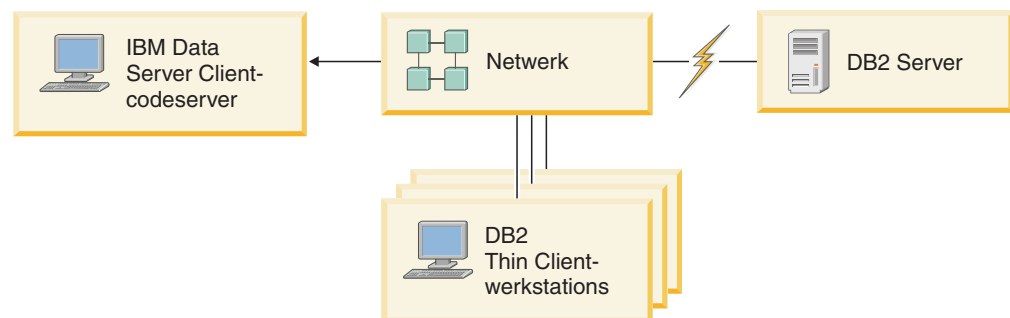 IBM Data
Server Client-
codeserver
Netwerk
DB2 Server
DB2
Thin Client-
werkstations